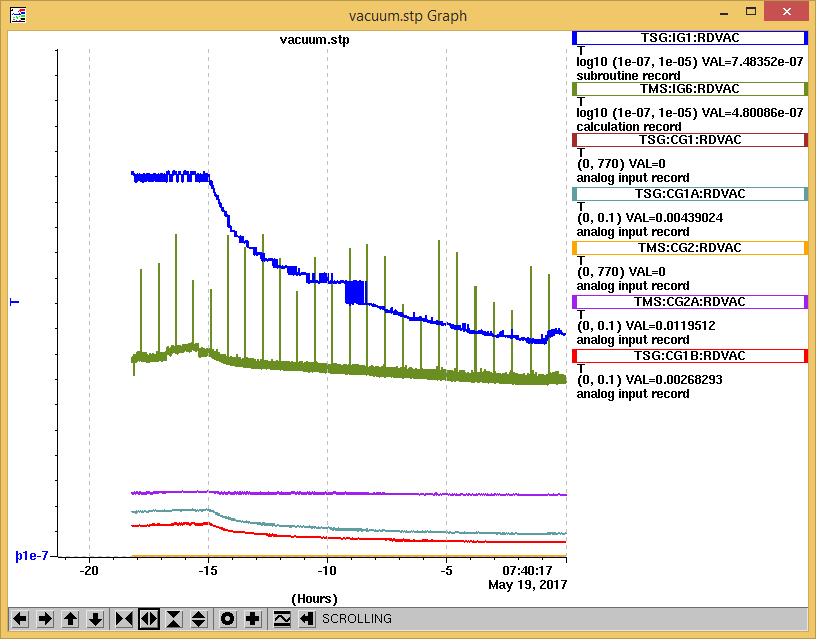 vacuum.stp Graph
vacuum.stp
T
1e-7
-20
-15
-10
-5
07:40:17
May 19, 2017
(Hours)
TSG:IG1:RDVAC
T
log10 (1e-07, 1e-05) VAL=7.48352e-07
subroutine record
TMS:IG6:RDVAC
T
log10 (1e-07, 1e-05) VAL=4.80086e-07
calculation record
TSG:CG1:RDVAC
T
(0, 770) VAL=0
analog input record
TSG:CG1A:RDVAC
T
(0, 0.1) VAL=0.00439024
analog input record
TMS:CG2:RDVAC
T
(0, 770) VAL=0
analog input record
TMS:CG2A:RDVAC
T
(0, 0.1) VAL=0.0119512
analog input record
TSG:CG1B:RDVAC
T
(0, 0.1) VAL=0.00268293
analog input record
SCROLLING